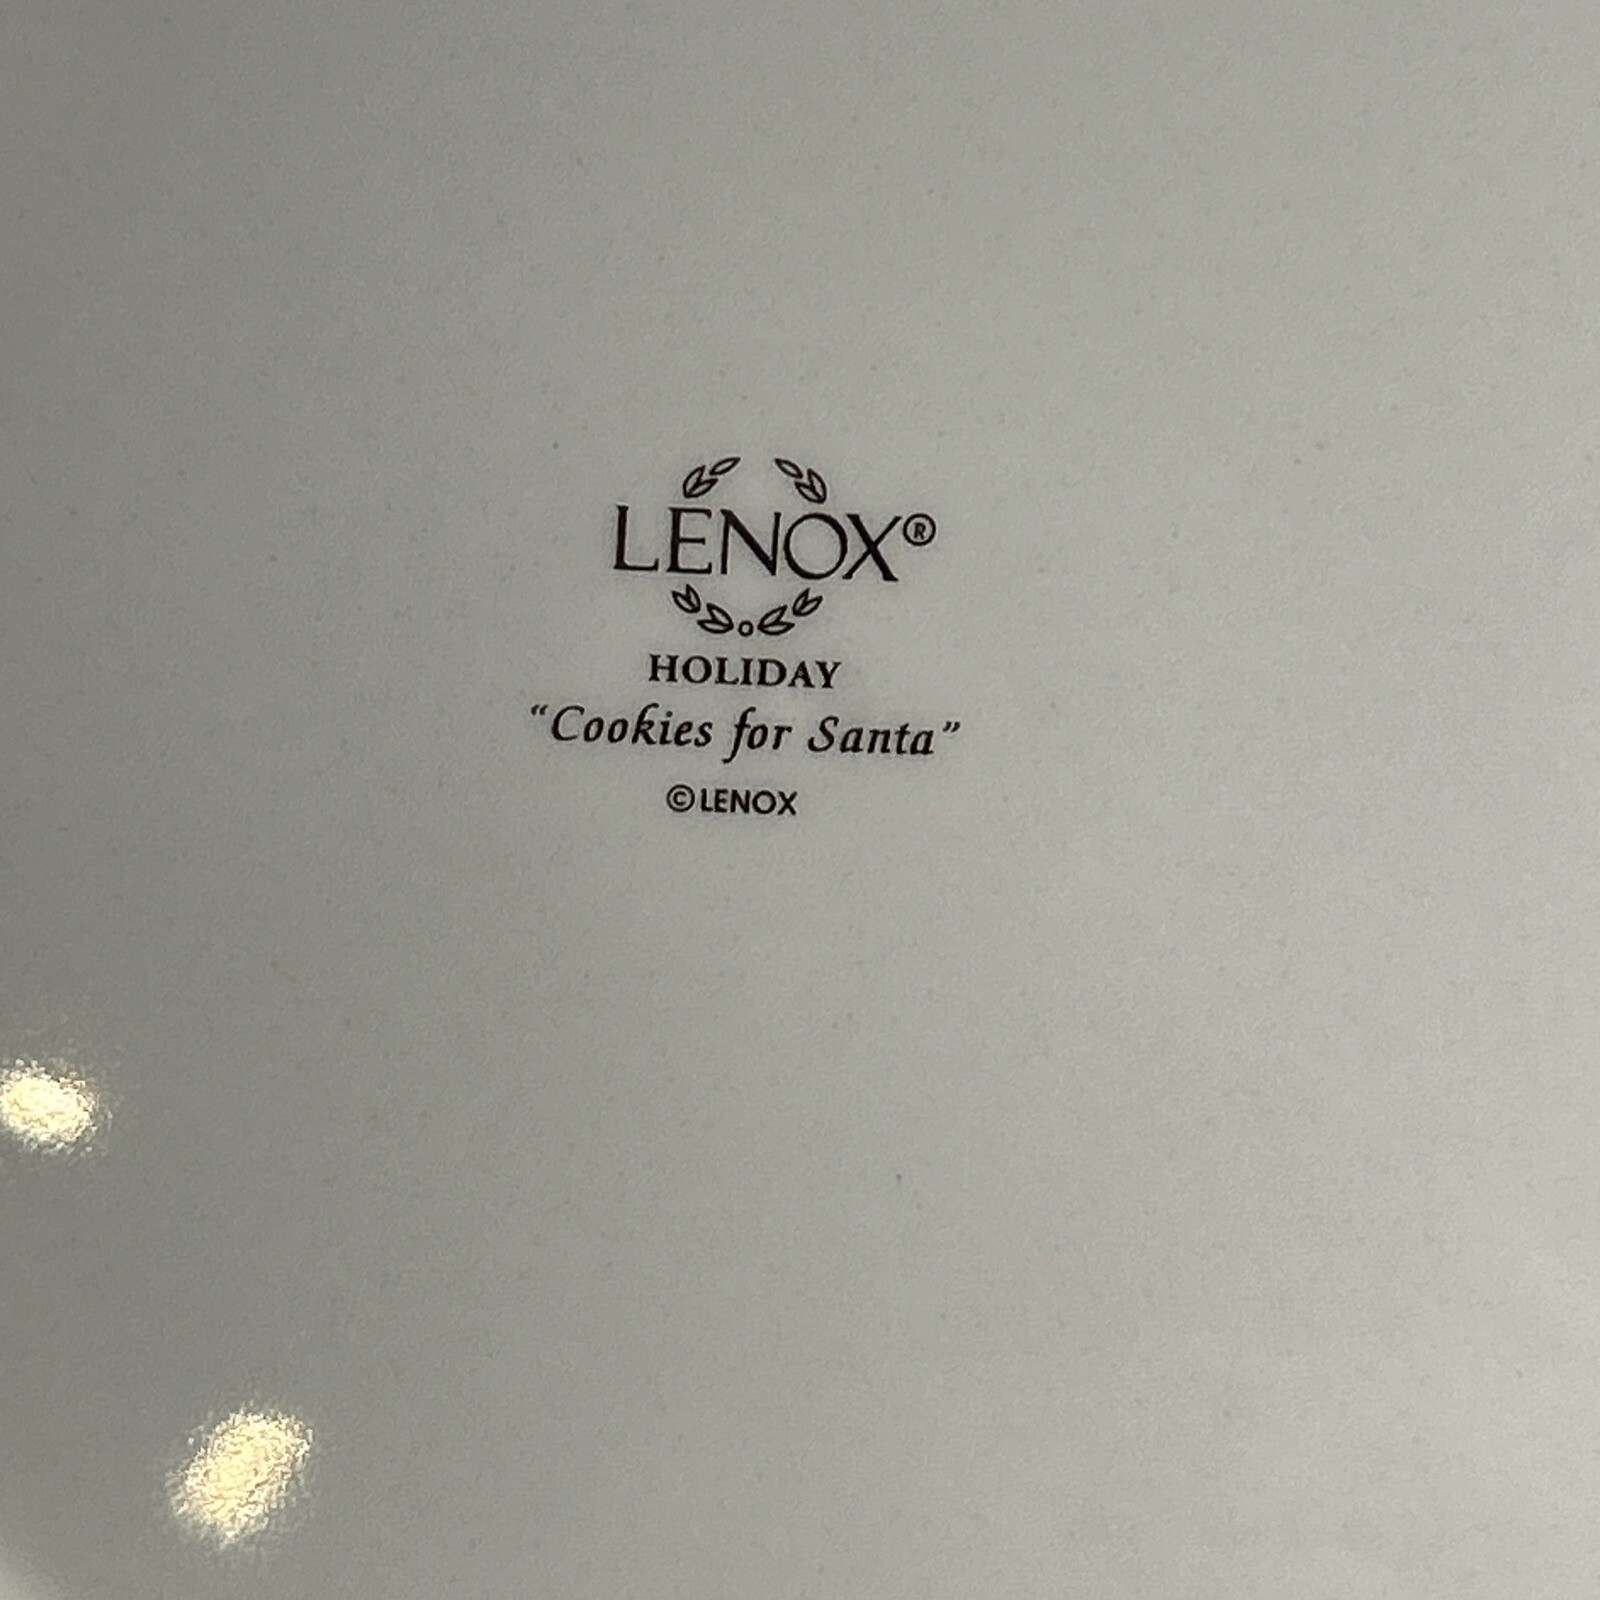 LENOX®
HOLIDAY
“Cookies for Santa”
©LENOX